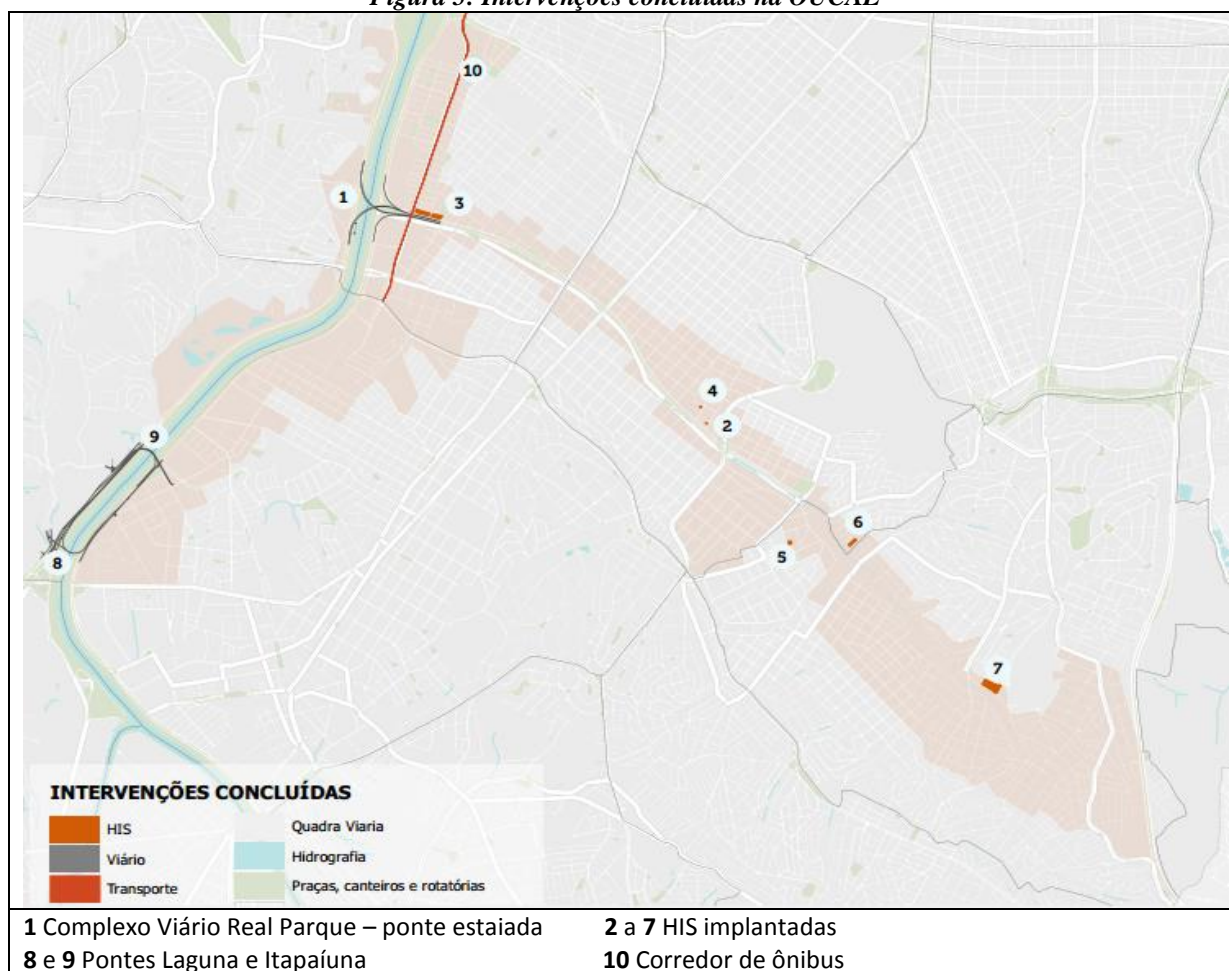 Figura 3: Intervenções concluídas na OUCAE
10
1
3
4
2
9
6
5
8
7
INTERVENÇÕES CONCLUÍDAS
HIS
Quadra Viaria
Viário
Hidrografia
Transporte
Praças, canteiros e rotatórias
1 Complexo Viário Real Parque – ponte estaiada 2 a 7 HIS implantadas
8 e 9 Pontes Laguna e Itapaíuna 10 Corredor de ônibus